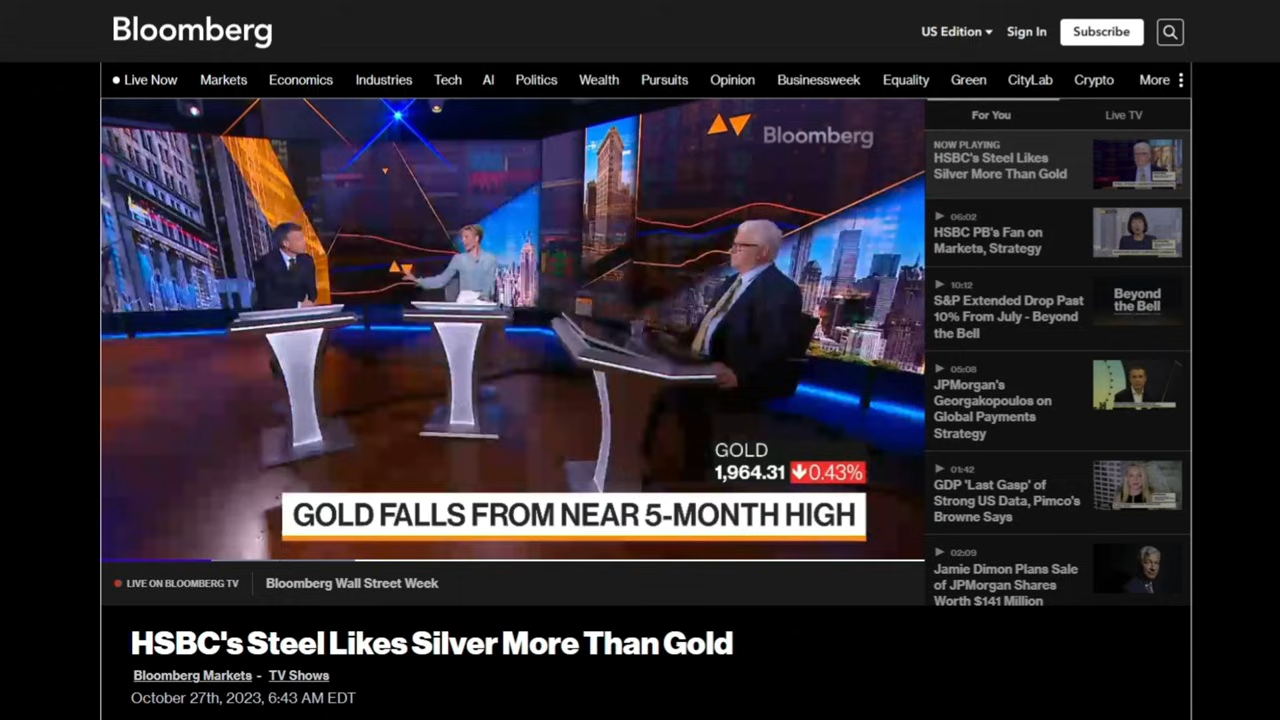 Bloomberg
US Edition
Sign In
Subscribe
Live Now
Markets
Economics
Industries
Tech
AI
Politics
Wealth
Pursuits
Opinion
Businessweek
Equality
Green
CityLab
Crypto
More
Bloomberg
GOLD
1,964.31 0.43%
GOLD FALLS FROM NEAR 5-MONTH HIGH
For You
Live TV
NOW PLAYING
HSBC's Steel Likes
Silver More Than Gold
06:02
HSBC PB's Fan on
Markets, Strategy
10:12
S&P Extended Drop Past
10% From July - Beyond
the Bell
Beyond
the Bell
05:08
JPMorgan's
Georgakopoulos on
Global Payments
Strategy
01:42
GDP 'Last Gasp' of
Strong US Data, Pimco's
Browne Says
02:09
Jamie Dimon Plans Sale
of JPMorgan Shares
Worth $141 Million
LIVE ON BLOOMBERG TV
Bloomberg Wall Street Week
HSBC's Steel Likes Silver More Than Gold
Bloomberg Markets - TV Shows
October 27th, 2023, 6:43 AM EDT